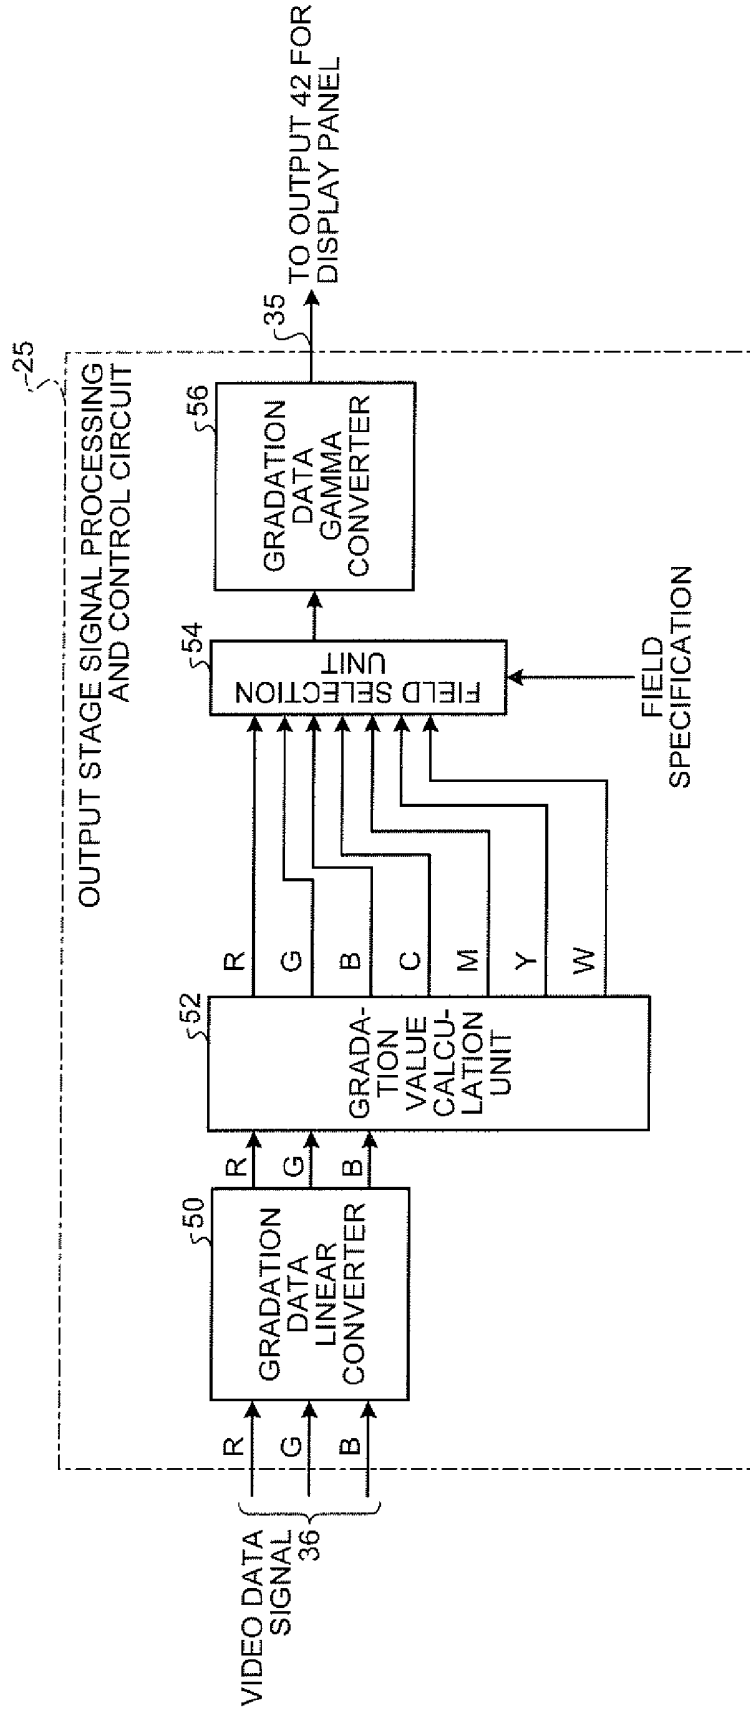 25
OUTPUT STAGE SIGNAL PROCESSING
AND CONTROL CIRCUIT
VIDEO DATA
SIGNAL
36
R
G
B
50
GRADATION
DATA
LINEAR
CONVERTER
R
G
B
52
GRADA-
TION
VALUE
CALCU-
LATION
UNIT
R
G
B
C
M
Y
W
54
FIELD SELECTION
UNIT
FIELD
SPECIFICATION
56
GRADATION
DATA
GAMMA
CONVERTER
35
TO OUTPUT 42 FOR
DISPLAY PANEL